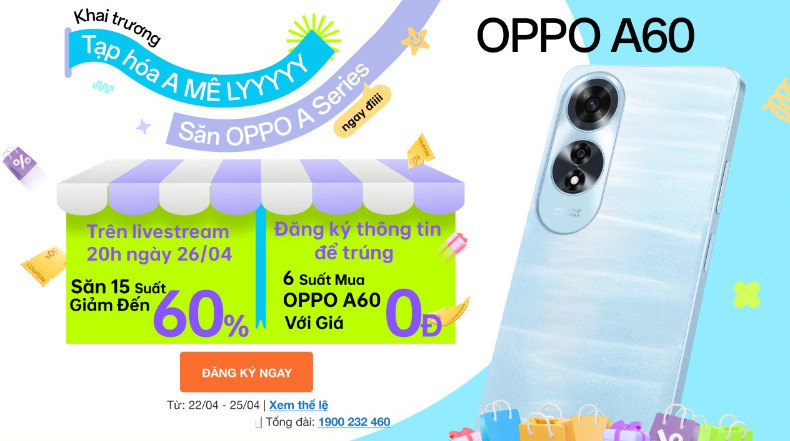 Khai trương
Tạp hóa A MÊ LYYYYY
Săn OPPO A Series
ngay điiii
OPPO A60
Trên livestream
20h ngày 26/04
Săn 15 Suất
Giảm Đến
60%
Đăng ký thông tin
để trúng
6 Suất Mua
OPPO A60
Với Giá
0Đ
ĐĂNG KÝ NGAY
Từ: 22/04 - 25/04 | Xem thể lệ
| Tổng đài: 1900 232 460
%